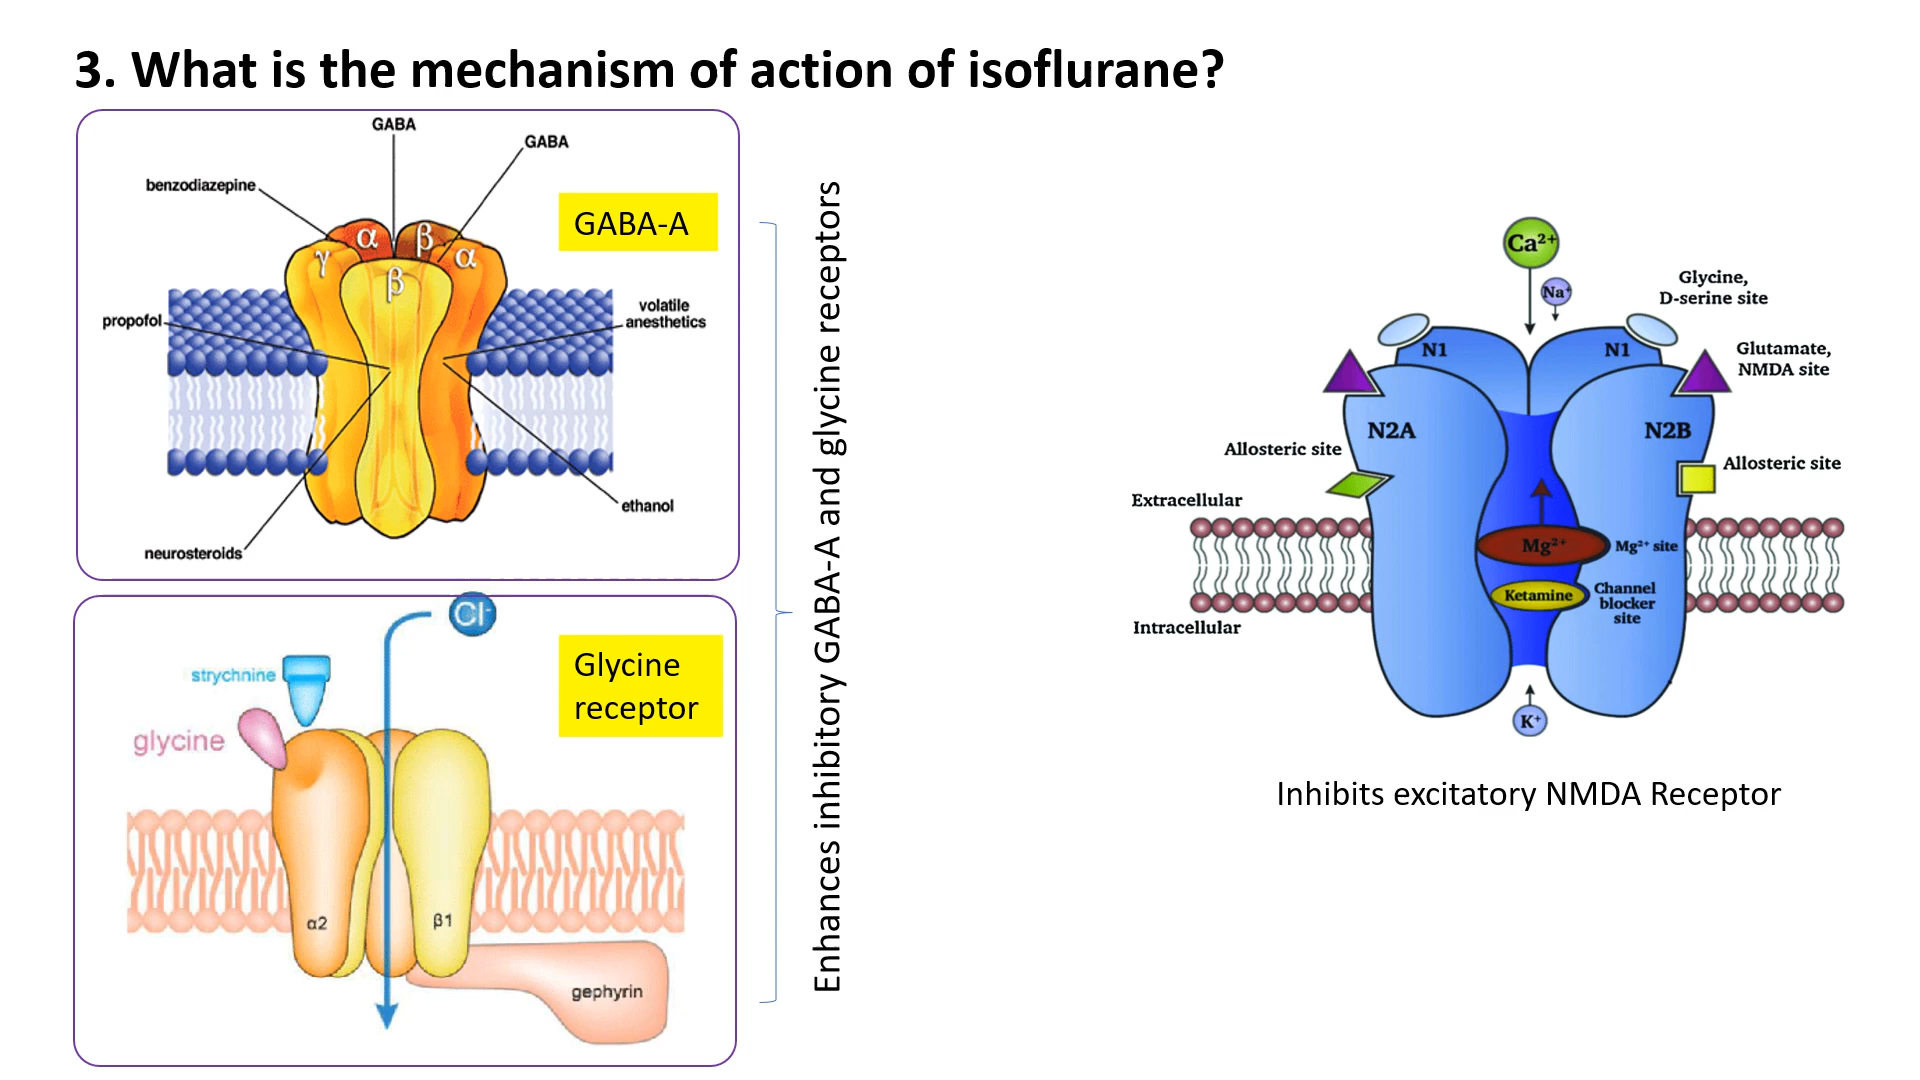 3. What is the mechanism of action of isoflurane?
GABA
GABA
benzodiazepine
GABA-A
α
β
γ
α
β
propofol
volatile
anesthetics
ethanol
neurosteroids
Cl-
strychnine
Glycine
receptor
glycine
α2
β1
gephyrin
Enhances inhibitory GABA-A and glycine receptors
Ca²⁺
Na⁺
Glycine,
D-serine site
N1
N1
Glutamate,
NMDA site
N2A
N2B
Allosteric site
Allosteric site
Extracellular
Mg²⁺
Mg²⁺ site
Ketamine
Channel
blocker
site
Intracellular
K⁺
Inhibits excitatory NMDA Receptor